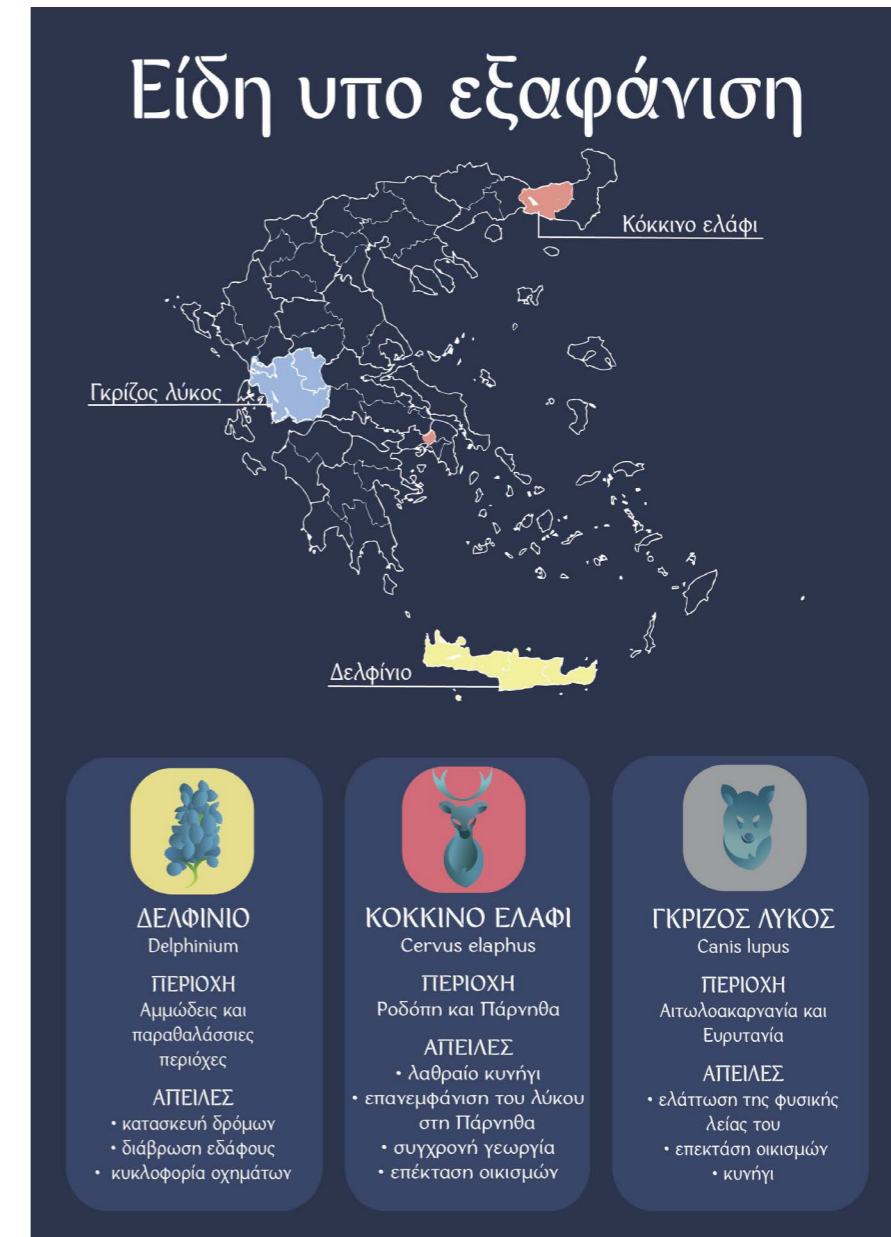 Είδη υπο εξαφάνιση
Κόκκινο ελάφι
Γκρίζος λύκος
Δελφίνιο
ΔΕΛΦΙΝΙΟ
Delphinium
ΠΕΡΙΟΧΗ
Αμμώδεις και
παραθαλάσσιες
περιόχες
ΑΠΕΙΛΕΣ
• κατασκευή δρόμων
• διάβρωση εδάφους
• κυκλοφορία οχημάτων
ΚΟΚΚΙΝΟ ΕΛΑΦΙ
Cervus elaphus
ΠΕΡΙΟΧΗ
Ροδόπη και Πάρνηθα
ΑΠΕΙΛΕΣ
• λαθραίο κυνήγι
• επανεμφάνιση του λύκου
στη Πάρνηθα
• συγχρονή γεωργία
• επέκταση οικισμών
ΓΚΡΙΖΟΣ ΛΥΚΟΣ
Canis lupus
ΠΕΡΙΟΧΗ
Αιτωλοακαρνανία και
Ευρυτανία
ΑΠΕΙΛΕΣ
• ελάττωση της φυσικής
λείας του
• επεκτάση οικισμών
• κυνήγι